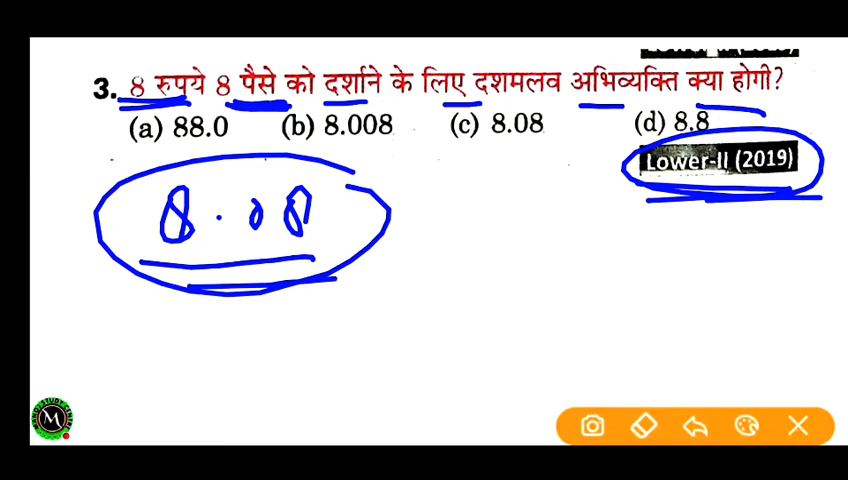 3. 8 रुपये 8 पैसे को दर्शाने के लिए दशमलव अभिव्यक्ति क्या होगी?
(a) 88.0 (b) 8.008 (c) 8.08 (d) 8.8
Lower-II (2019)
8.08
M